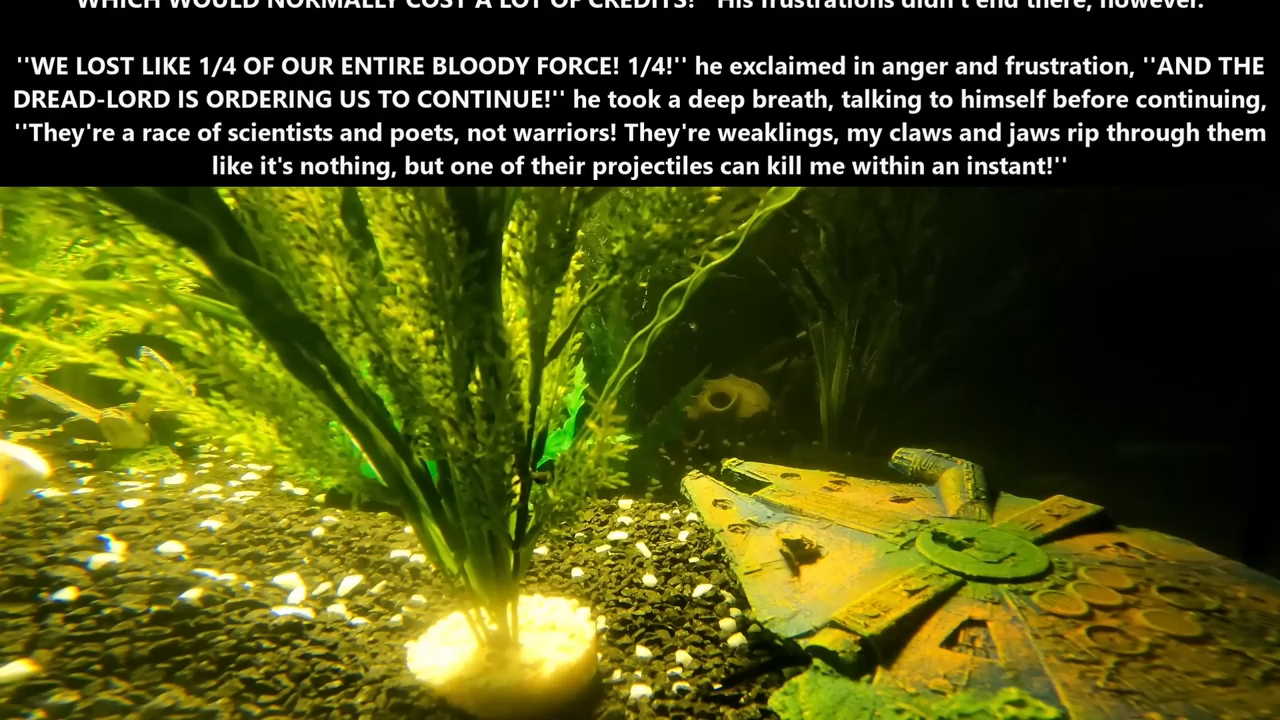 WHICH WOULD NORMALLY COST A LOT OF CREDITS!'' His frustrations didn't end there, however.
''WE LOST LIKE 1/4 OF OUR ENTIRE BLOODY FORCE! 1/4!'' he exclaimed in anger and frustration, ''AND THE
DREAD-LORD IS ORDERING US TO CONTINUE!'' he took a deep breath, talking to himself before continuing,
''They're a race of scientists and poets, not warriors! They're weaklings, my claws and jaws rip through them
like it's nothing, but one of their projectiles can kill me within an instant!''